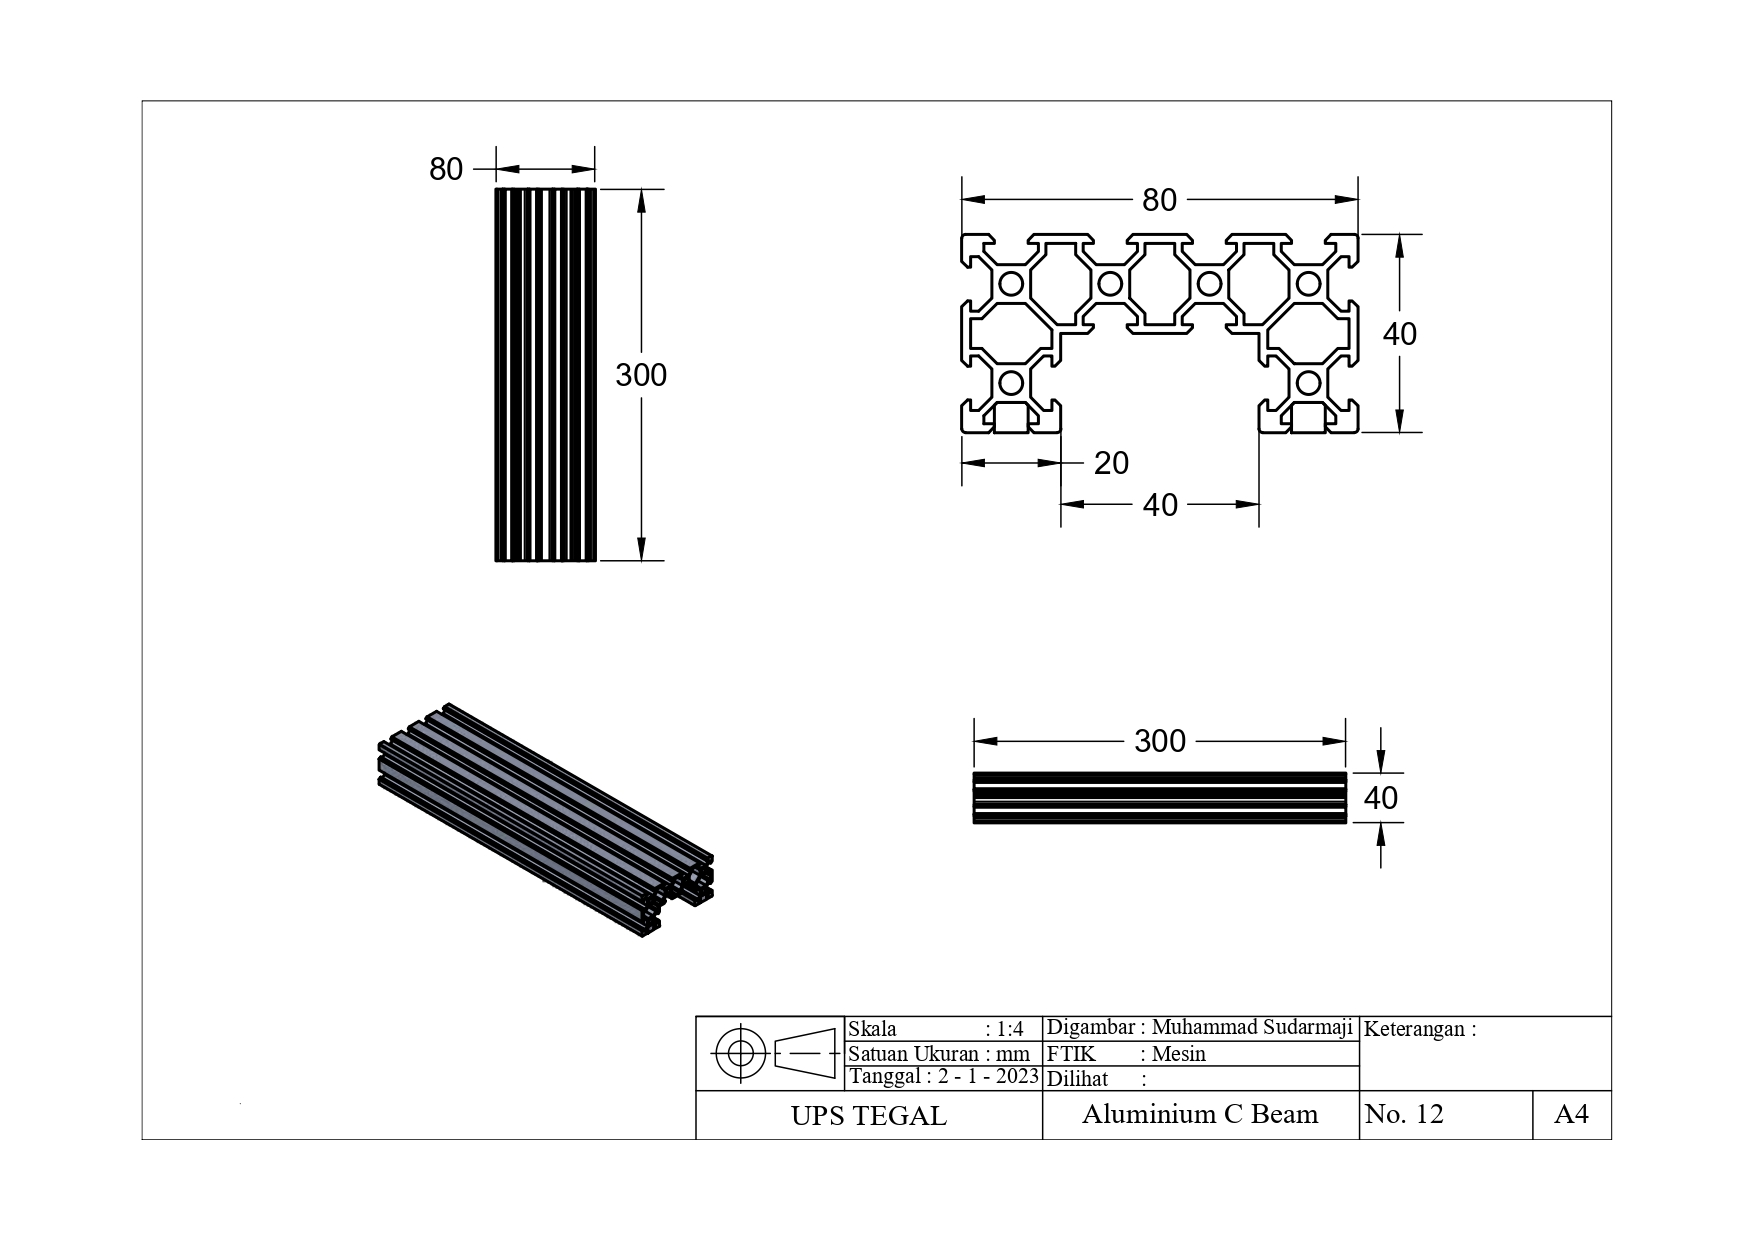 80
300
80
40
20
40
300
40
Skala : 1:4
Satuan Ukuran : mm
Tanggal : 2 - 1 - 2023
Digambar : Muhammad Sudarmaji
FTIK : Mesin
Dilihat :
Keterangan :
UPS TEGAL
Aluminium C Beam
No. 12
A4